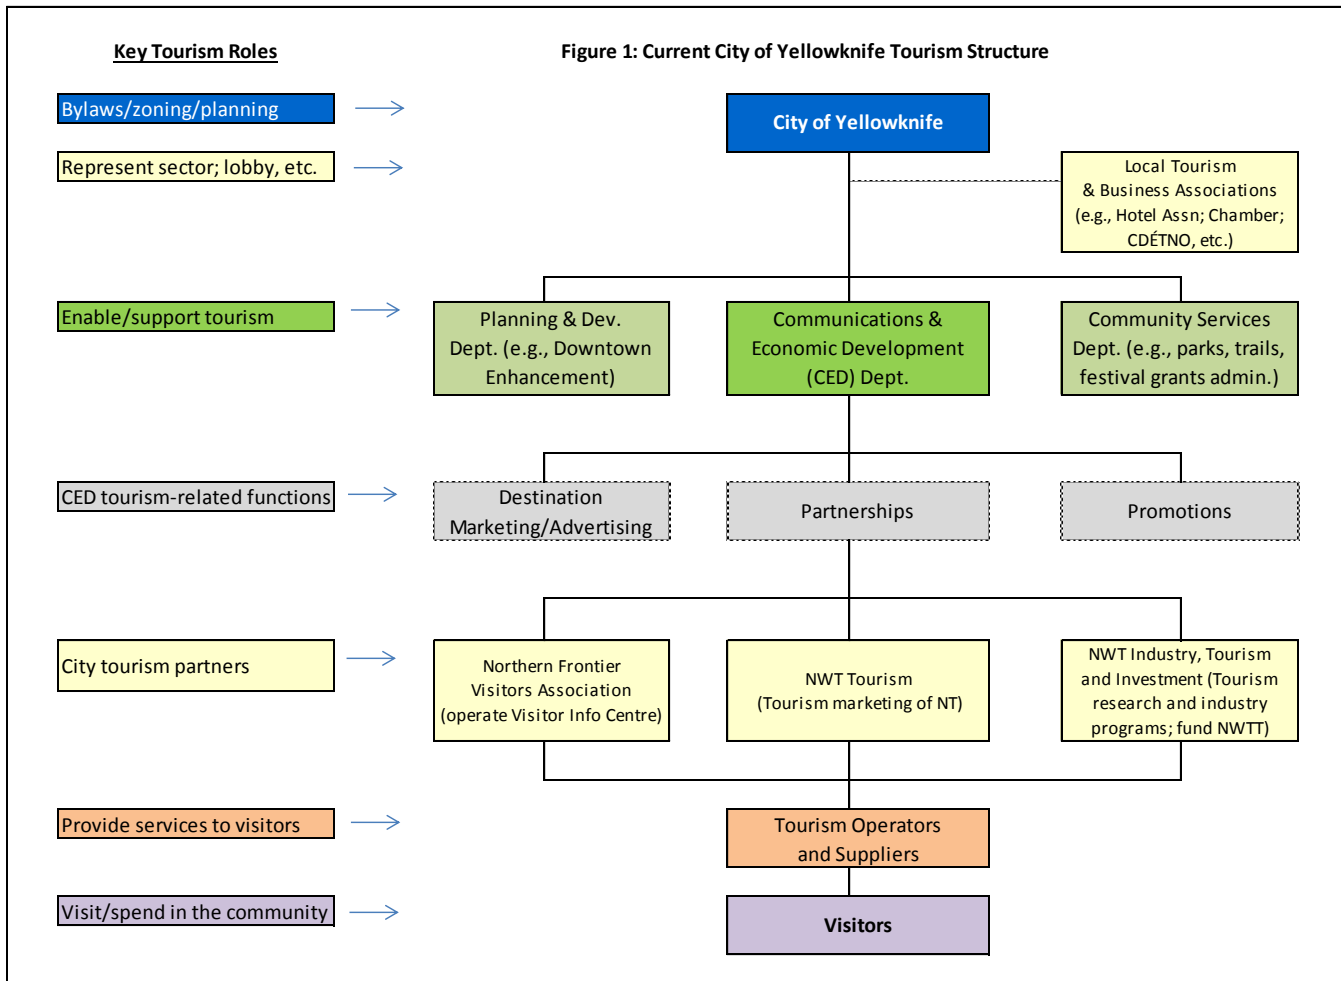 Key Tourism Roles
Figure 1: Current City of Yellowknife Tourism Structure
Bylaws/zoning/planning
City of Yellowknife
Represent sector; lobby, etc.
Local Tourism
& Business Associations
(e.g., Hotel Assn; Chamber;
CDÉTNO, etc.)
Enable/support tourism
Planning & Dev.
Dept. (e.g., Downtown
Enhancement)
Communications &
Economic Development
(CED) Dept.
Community Services
Dept. (e.g., parks, trails,
festival grants admin.)
CED tourism-related functions
Destination
Marketing/Advertising
Partnerships
Promotions
City tourism partners
Northern Frontier
Visitors Association
(operate Visitor Info Centre)
NWT Tourism
(Tourism marketing of NT)
NWT Industry, Tourism
and Investment (Tourism
research and industry
programs; fund NWTT)
Provide services to visitors
Tourism Operators
and Suppliers
Visit/spend in the community
Visitors